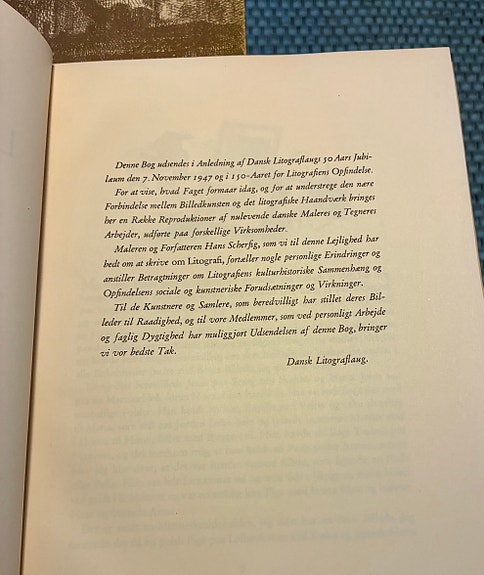 Denne Bog udsendes i Anledning af Dansk Litograflaugs 50 Aars Jubi-
læum den 7. November 1947 og i 150-Aaret for Litografiens Opfindelse.
For at vise, hvad Faget formaar idag, og for at understrege den nære
Forbindelse mellem Billedkunsten og det litografiske Haandværk bringes
her en Række Reproduktioner af nulevende danske Maleres og Tegneres
Arbejder, udførte paa forskellige Virksomheder.
Maleren og Forfatteren Hans Scherfig, som vi til denne Lejlighed har
bedt om at skrive om Litografi, fortæller nogle personlige Erindringer og
anstiller Betragtninger om Litografiens kulturhistoriske Sammenhæng og
Opfindelsens sociale og kunstneriske Forudsætninger og Virkninger.
Til de Kunstnere og Samlere, som beredvilligt har stillet deres Bil-
leder til Raadighed, og til vore Medlemmer, som ved personligt Arbejde
og faglig Dygtighed har muliggjort Udsendelsen af denne Bog, bringer
vi vor bedste Tak.
Dansk Litograflaug.